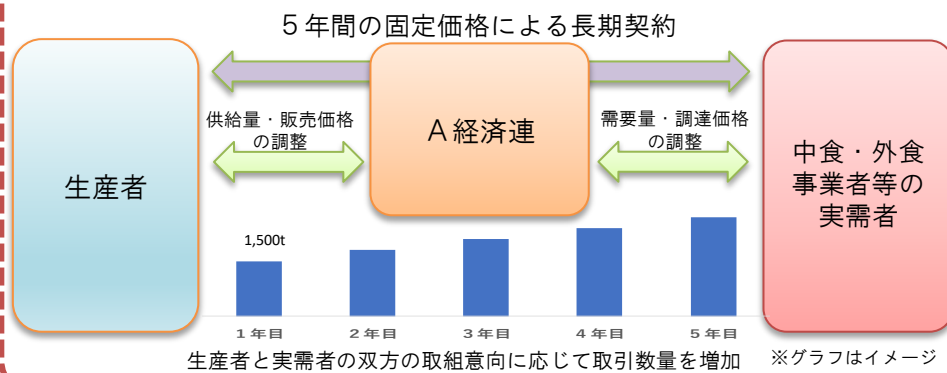 ５年間の固定価格による長期契約
生産者
供給量・販売価格
の調整
Ａ経済連
需要量・調達価格
の調整
中食・外食
事業者等の
実需者
1,500t
１年目
２年目
３年目
４年目
５年目
生産者と実需者の双方の取組意向に応じて取引数量を増加
※グラフはイメージ